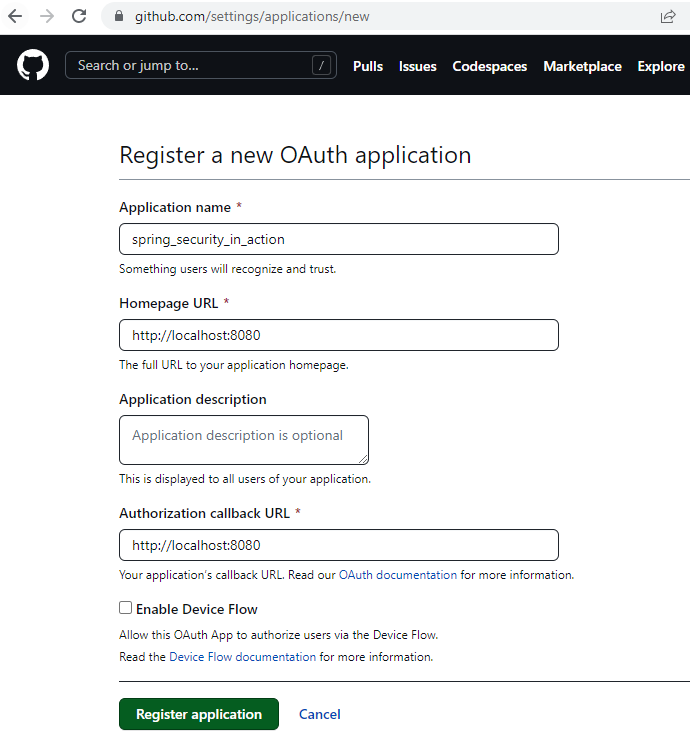 github.com/settings/applications/new
Search or jump to... / Pulls Issues Codespaces Marketplace Explore
Register a new OAuth application
Application name *
spring_security_in_action
Something users will recognize and trust.
Homepage URL *
http://localhost:8080
The full URL to your application homepage.
Application description
Application description is optional
This is displayed to all users of your application.
Authorization callback URL *
http://localhost:8080
Your application's callback URL. Read our OAuth documentation for more information.
Enable Device Flow
Allow this OAuth App to authorize users via the Device Flow.
Read the Device Flow documentation for more information.
Register application Cancel